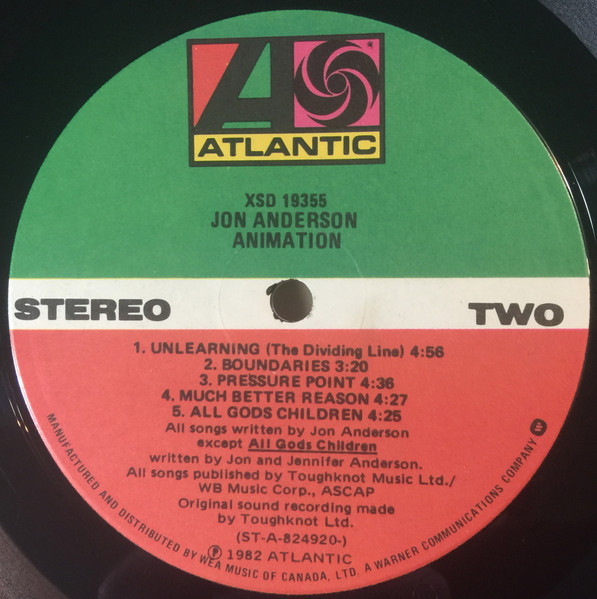 ATLANTIC
XSD 19355
JON ANDERSON
ANIMATION
STEREO
TWO
1. UNLEARNING (The Dividing Line) 4:56
2. BOUNDARIES 3:20
3. PRESSURE POINT 4:36
4. MUCH BETTER REASON 4:27
5. ALL GODS CHILDREN 4:25
All songs written by Jon Anderson
except All Gods Children
written by Jon and Jennifer Anderson.
All songs published by Toughknot Music Ltd./
WB Music Corp., ASCAP
Original sound recording made
by Toughknot Ltd.
(ST-A-824920-)
℗ 1982 ATLANTIC
MANUFACTURED AND DISTRIBUTED BY WEA MUSIC OF CANADA, LTD. A WARNER COMMUNICATIONS COMPANY